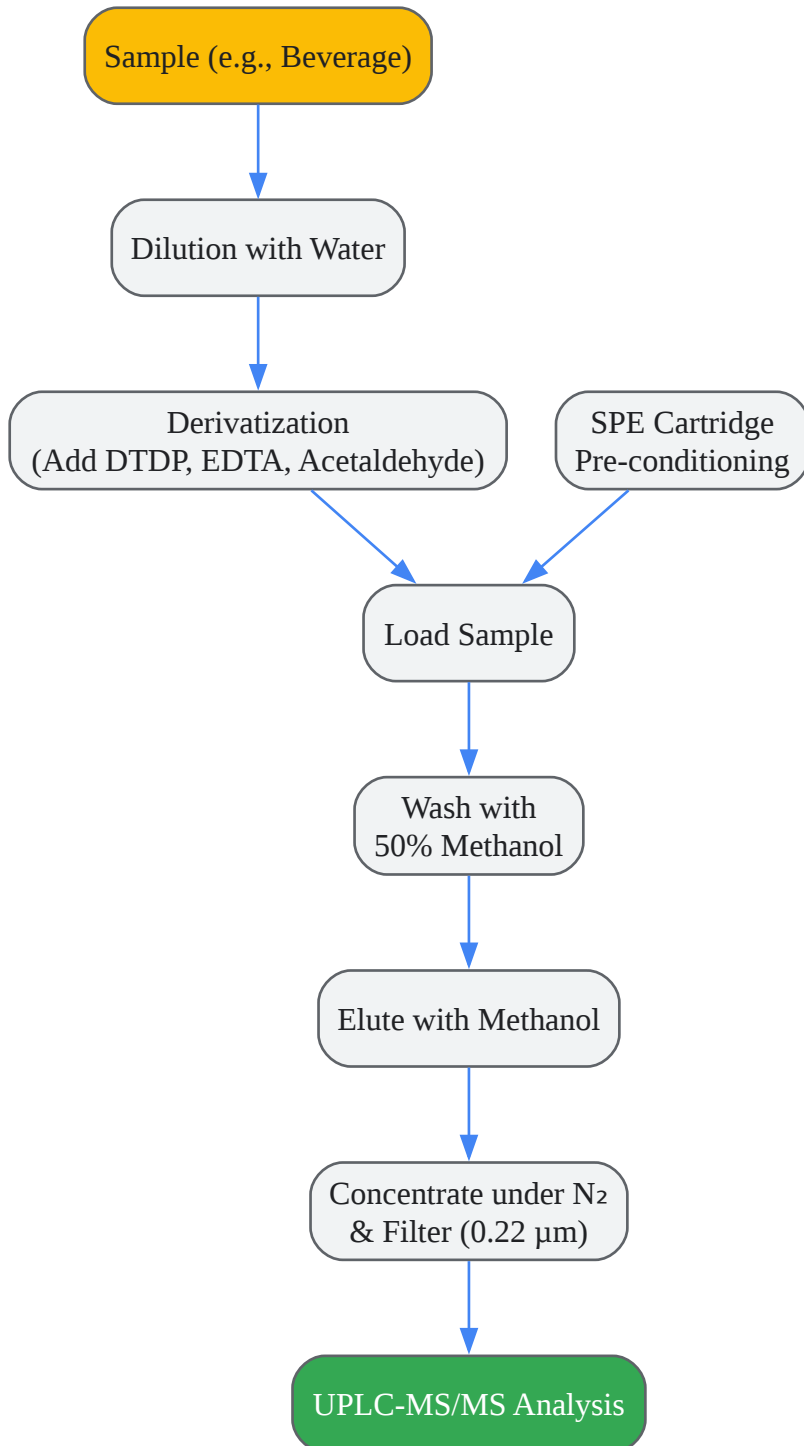 Sample (e.g., Beverage)
Dilution with Water
Derivatization
(Add DTDP, EDTA, Acetaldehyde)
SPE Cartridge
Pre-conditioning
Load Sample
Wash with
50% Methanol
Elute with Methanol
Concentrate under N₂
& Filter (0.22 µm)
UPLC-MS/MS Analysis